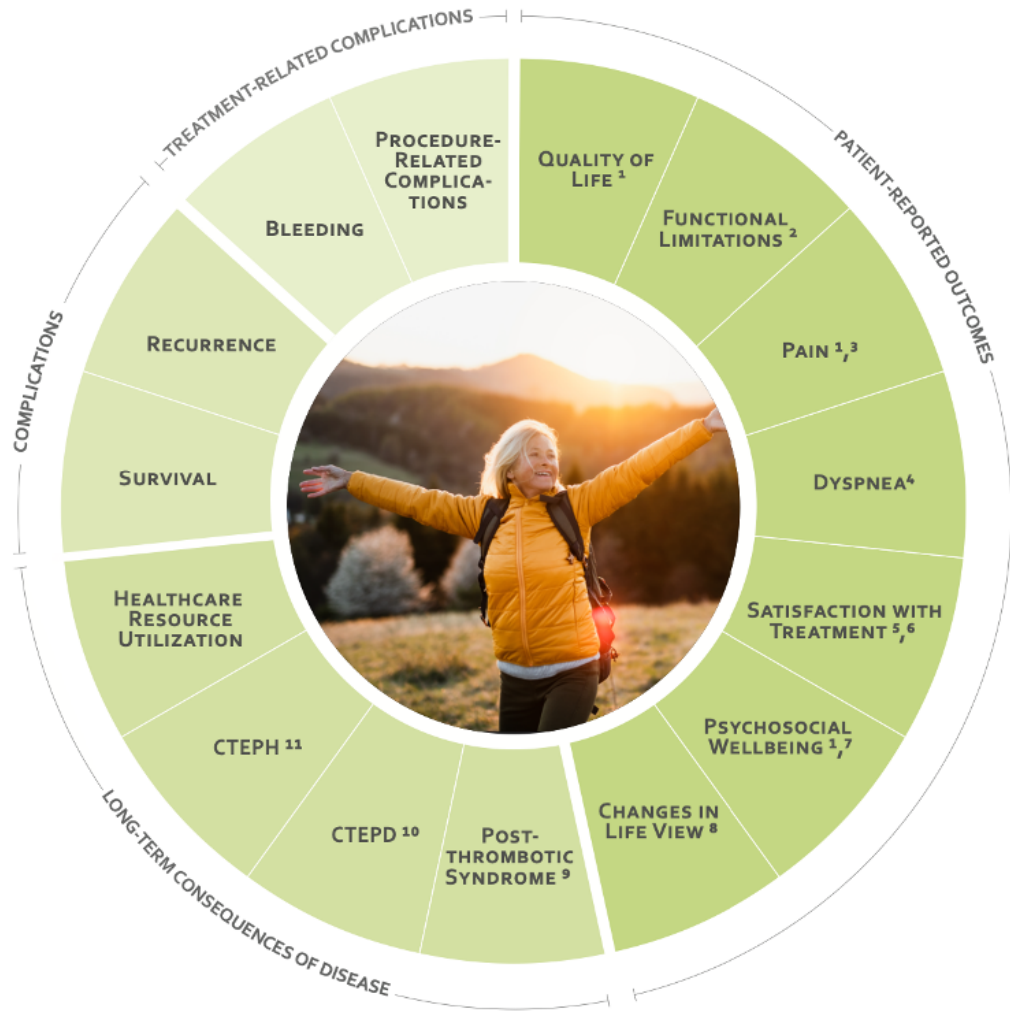 TREATMENT-RELATED COMPLICATIONS
PROCEDURE-
RELATED
COMPLICA-
TIONS
BLEEDING
PATIENT-REPORTED OUTCOMES
QUALITY OF
LIFE ¹
FUNCTIONAL
LIMITATIONS ²
PAIN ¹,³
DYSPNEA⁴
SATISFACTION WITH
TREATMENT ⁵,⁶
PSYCHOSOCIAL
WELLBEING ¹,⁷
CHANGES IN
LIFE VIEW ⁸
COMPLICATIONS
RECURRENCE
SURVIVAL
LONG-TERM CONSEQUENCES OF DISEASE
HEALTHCARE
RESOURCE
UTILIZATION
CTEPH ¹¹
CTEPD ¹⁰
POST-
THROMBOTIC
SYNDROME ⁹